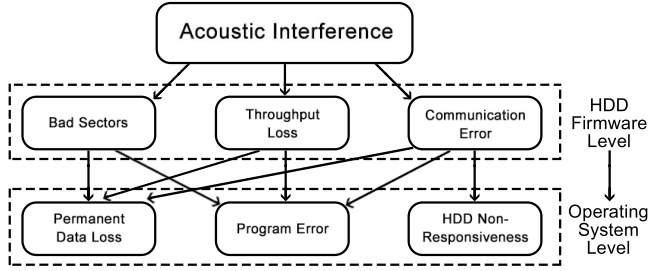 Acoustic Interference
Bad Sectors
Throughput
Loss
Communication
Error
HDD
Firmware
Level
Permanent
Data Loss
Program Error
HDD Non-
Responsiveness
Operating
System
Level